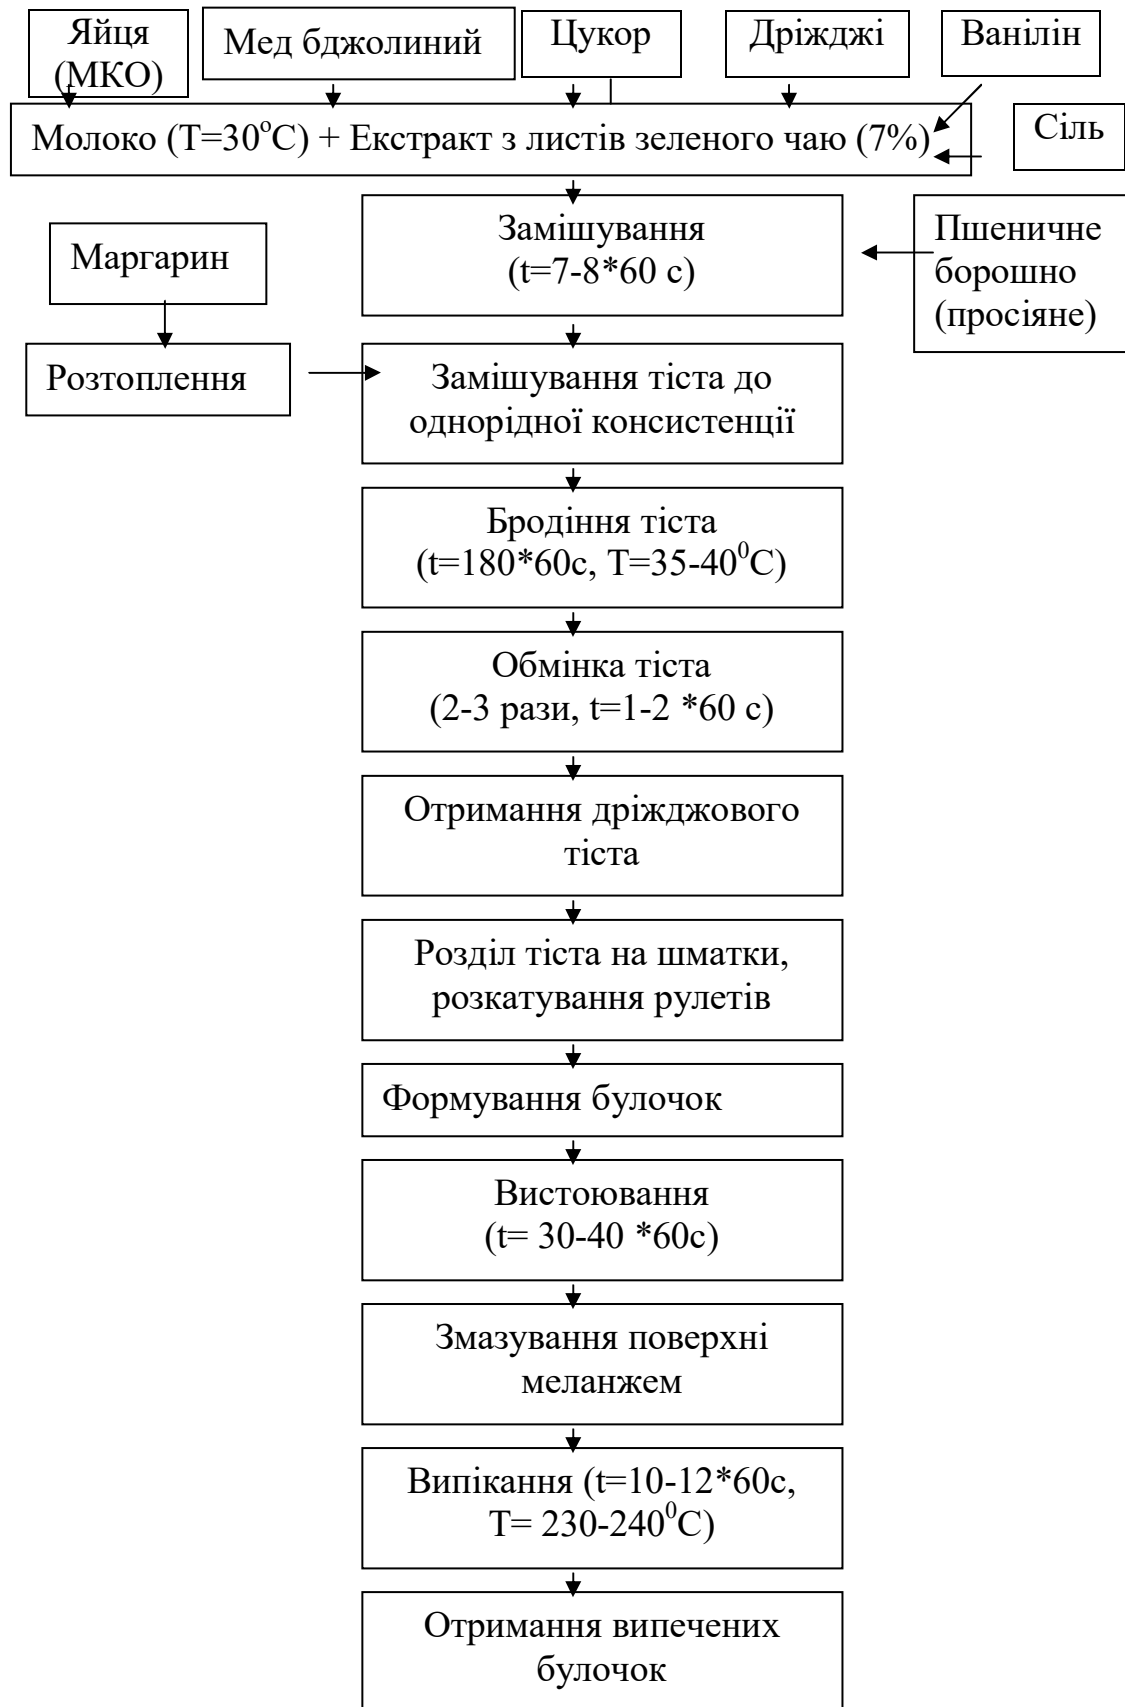 Яйця
(МКО)
Мед бджолиний
Цукор
Дріжджі
Ванілін
Молоко (Т=30°С) + Екстракт з листів зеленого чаю (7%)
Сіль
Замішування
(t=7-8*60 с)
Пшеничне
борошно
(просіяне)
Маргарин
Розтоплення
Замішування тіста до
однорідної консистенції
Бродіння тіста
(t=180*60с, Т=35-40⁰С)
Обмінка тіста
(2-3 рази, t=1-2 *60 с)
Отримання дріжджового
тіста
Розділ тіста на шматки,
розкатування рулетів
Формування булочок
Вистоювання
(t= 30-40 *60с)
Змазування поверхні
меланжем
Випікання (t=10-12*60с,
Т= 230-240⁰С)
Отримання випечених
булочок